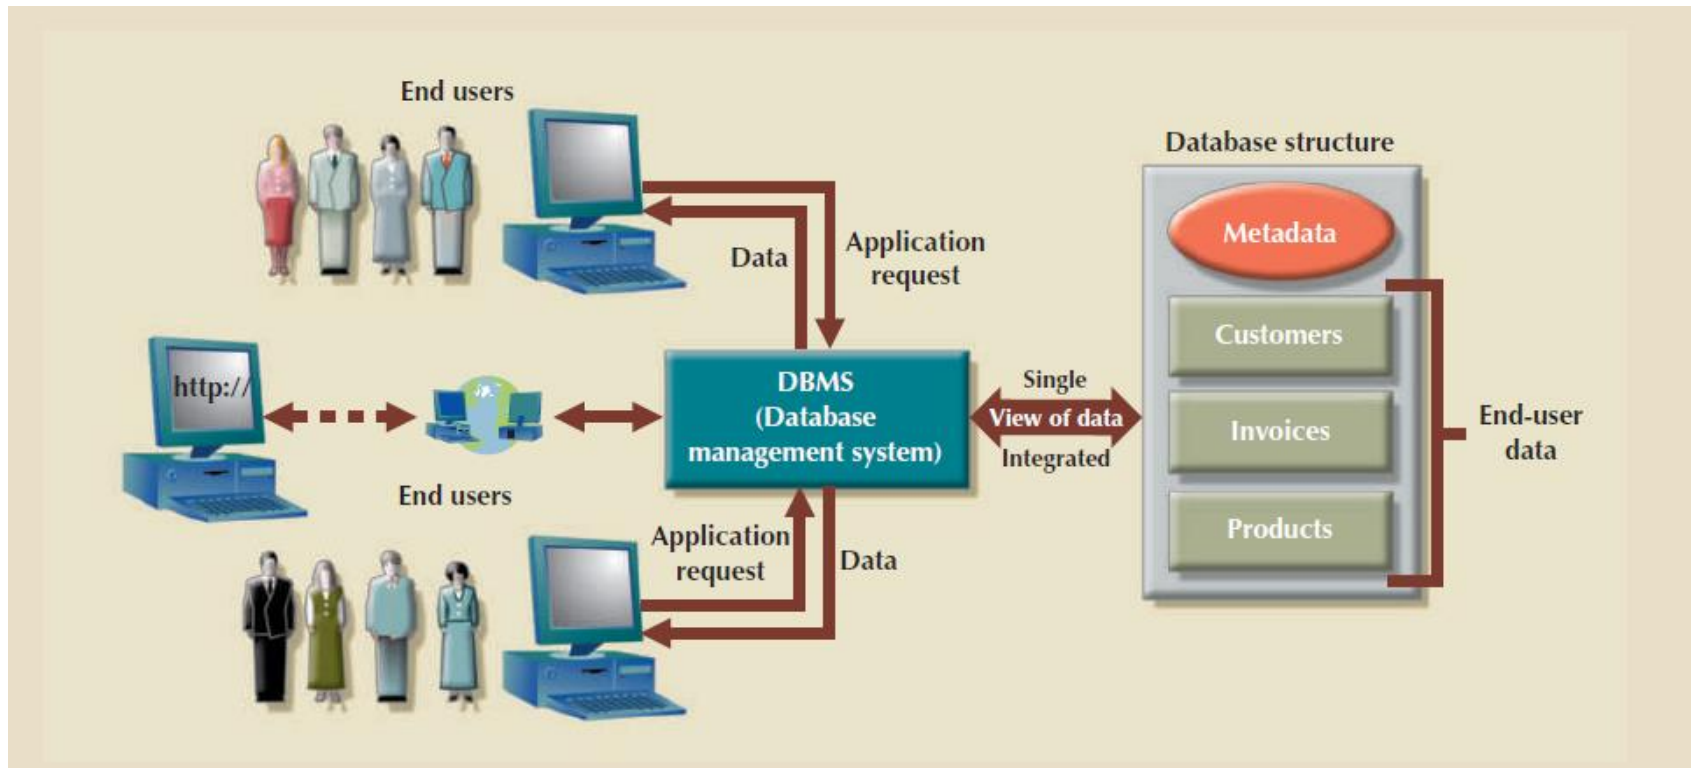 End users
Database structure
Metadata
Data
Application
request
Customers
http://
DBMS
(Database
management system)
Single
View of data
Integrated
Invoices
End-user
data
End users
Products
Application
request
Data